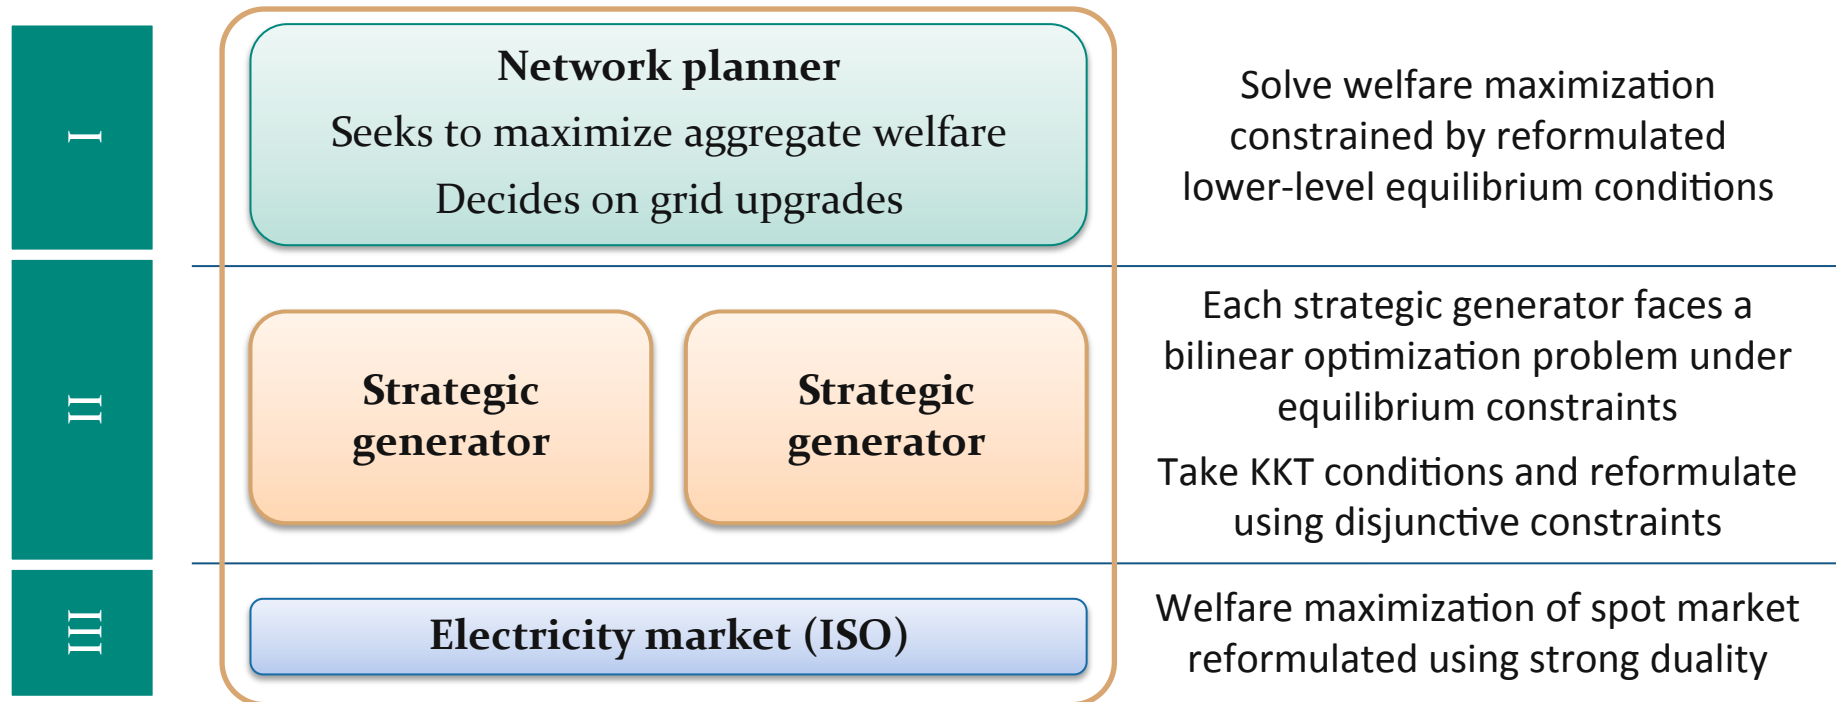 I
Network planner
Seeks to maximize aggregate welfare
Decides on grid upgrades
Solve welfare maximization
constrained by reformulated
lower-level equilibrium conditions
II
Strategic
generator
Strategic
generator
Each strategic generator faces a
bilinear optimization problem under
equilibrium constraints
Take KKT conditions and reformulate
using disjunctive constraints
III
Electricity market (ISO)
Welfare maximization of spot market
reformulated using strong duality